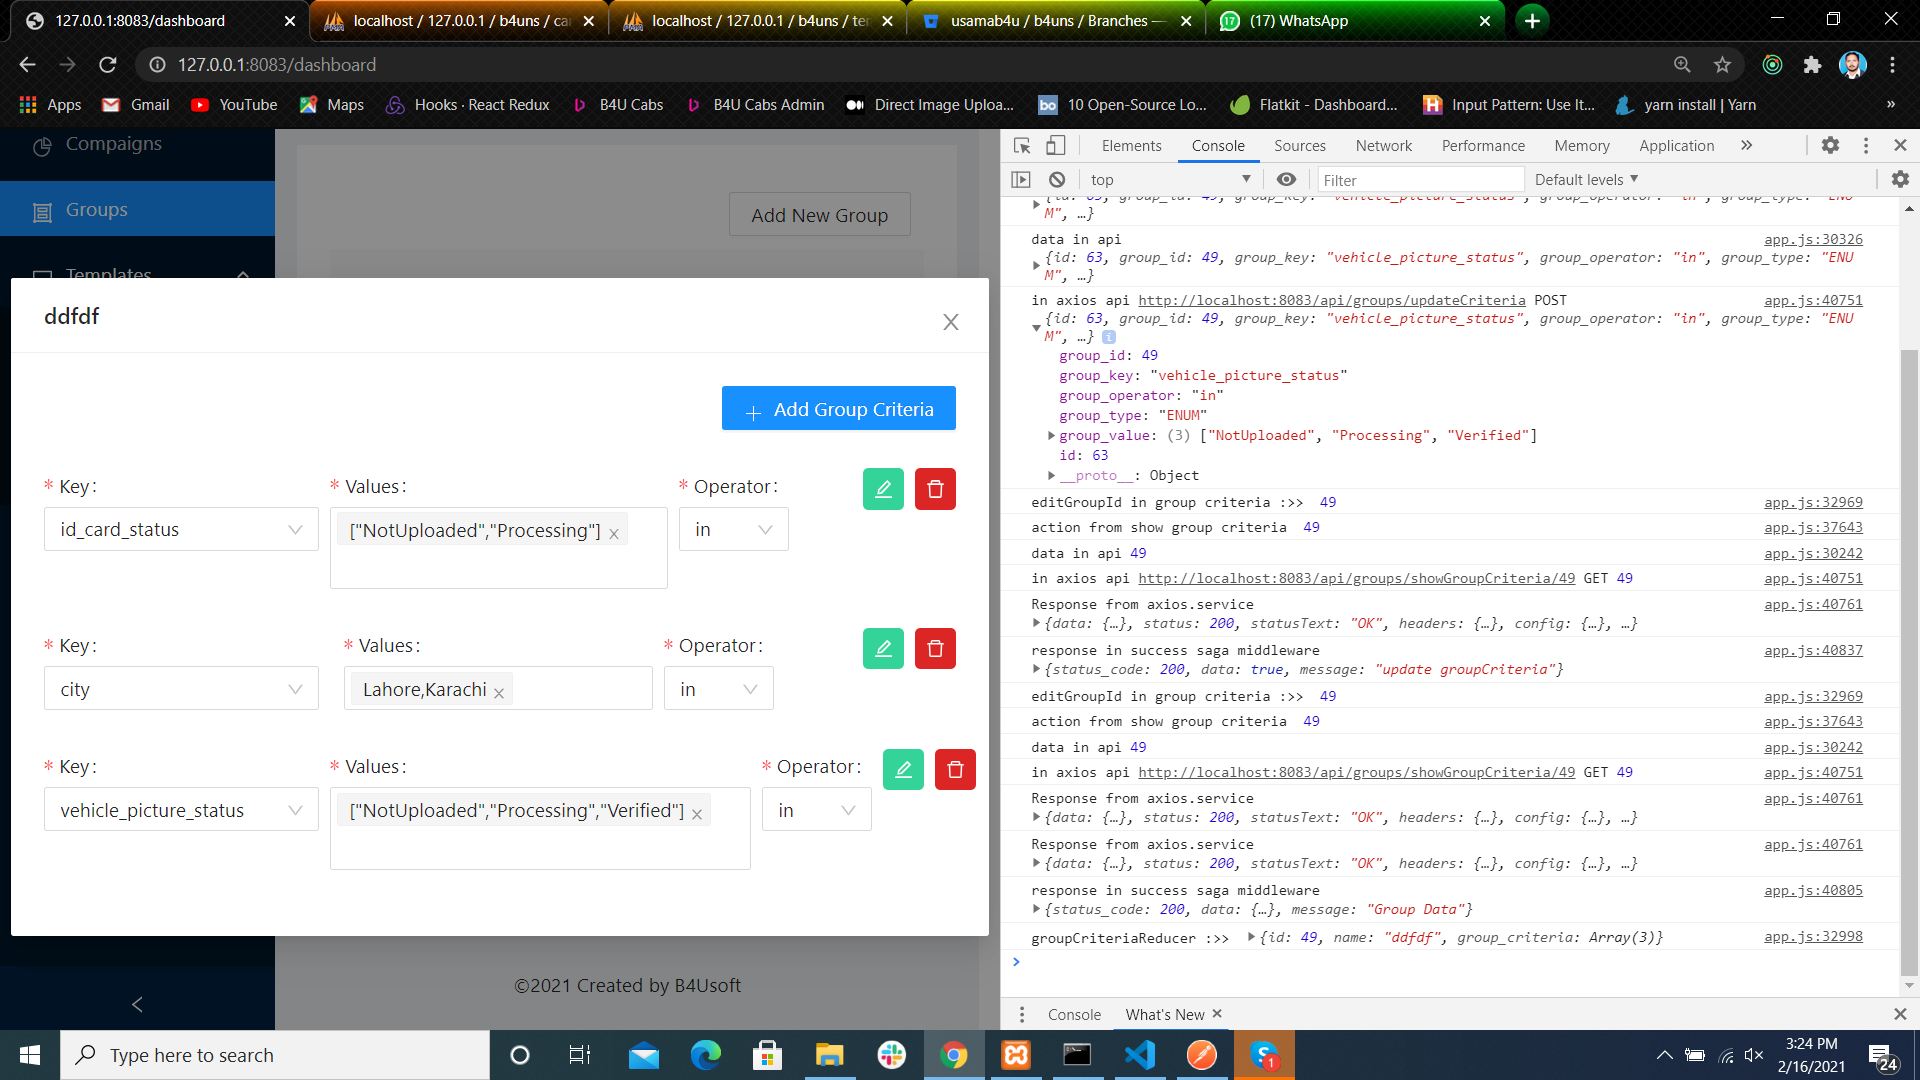 127.0.0.1:8083/dashboard
localhost / 127.0.0.1 / b4uns / ca
localhost / 127.0.0.1 / b4uns / te
usamab4u / b4uns / Branches —
(17) WhatsApp
127.0.0.1:8083/dashboard
Apps Gmail YouTube Maps Hooks · React Redux B4U Cabs B4U Cabs Admin Direct Image Uploa... 10 Open-Source Lo... Flatkit - Dashboard... Input Pattern: Use It... yarn install | Yarn »
Compaigns
Groups
Templates
Add New Group
ddfdf
+ Add Group Criteria
* Key: * Values: * Operator:
id_card_status ["NotUploaded","Processing"] in
* Key: * Values: * Operator:
city Lahore,Karachi in
* Key: * Values: * Operator:
vehicle_picture_status ["NotUploaded","Processing","Verified"] in
©2021 Created by B4Usoft
Elements Console Sources Network Performance Memory Application »
top Filter Default levels
{id: 63, group_id: 49, group_key: "vehicle_picture_status", group_operator: "in", group_type: "ENU
M", …}
data in api app.js:30326
{id: 63, group_id: 49, group_key: "vehicle_picture_status", group_operator: "in", group_type: "ENU
M", …}
in axios api http://localhost:8083/api/groups/updateCriteria POST app.js:40751
{id: 63, group_id: 49, group_key: "vehicle_picture_status", group_operator: "in", group_type: "ENU
M", …} i
group_id: 49
group_key: "vehicle_picture_status"
group_operator: "in"
group_type: "ENUM"
group_value: (3) ["NotUploaded", "Processing", "Verified"]
id: 63
__proto__: Object
editGroupId in group criteria :>> 49 app.js:32969
action from show group criteria 49 app.js:37643
data in api 49 app.js:30242
in axios api http://localhost:8083/api/groups/showGroupCriteria/49 GET 49 app.js:40751
Response from axios.service app.js:40761
{data: {…}, status: 200, statusText: "OK", headers: {…}, config: {…}, …}
response in success saga middleware app.js:40837
{status_code: 200, data: true, message: "update groupCriteria"}
editGroupId in group criteria :>> 49 app.js:32969
action from show group criteria 49 app.js:37643
data in api 49 app.js:30242
in axios api http://localhost:8083/api/groups/showGroupCriteria/49 GET 49 app.js:40751
Response from axios.service app.js:40761
{data: {…}, status: 200, statusText: "OK", headers: {…}, config: {…}, …}
Response from axios.service app.js:40761
{data: {…}, status: 200, statusText: "OK", headers: {…}, config: {…}, …}
response in success saga middleware app.js:40805
{status_code: 200, data: {…}, message: "Group Data"}
groupCriteriaReducer :>> {id: 49, name: "ddfdf", group_criteria: Array(3)} app.js:32998
Console What's New
Type here to search
3:24 PM
2/16/2021
24
1